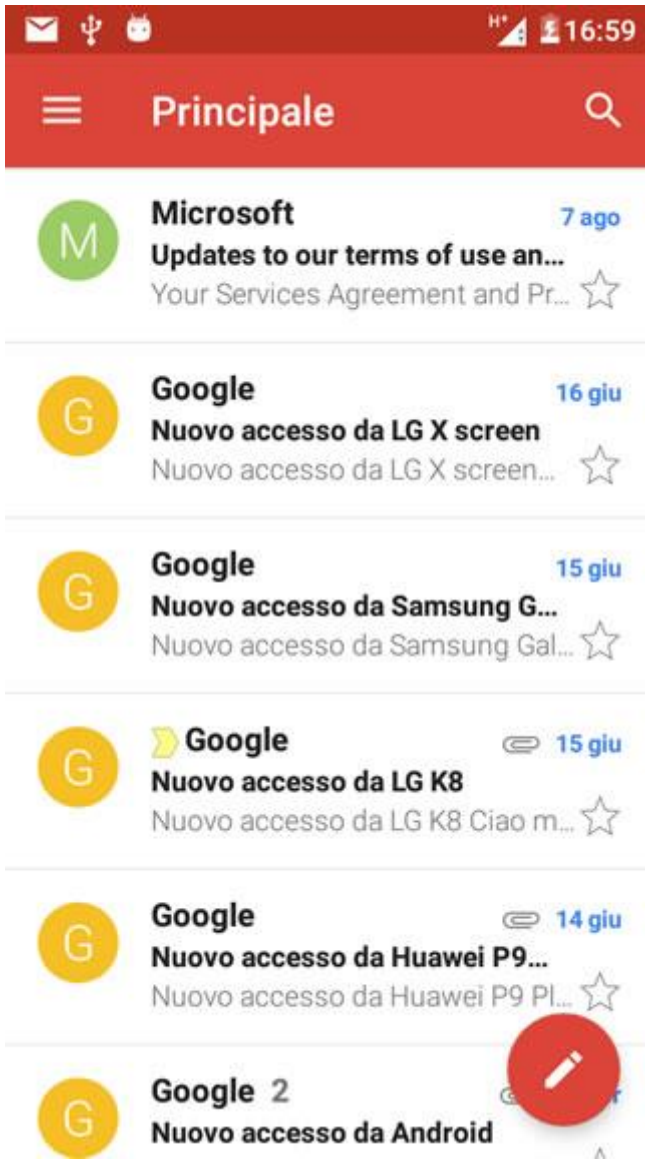 H+ 16:59
Principale
M
Microsoft 7 ago
Updates to our terms of use an...
Your Services Agreement and Pr...
G
Google 16 giu
Nuovo accesso da LG X screen
Nuovo accesso da LG X screen...
G
Google 15 giu
Nuovo accesso da Samsung G...
Nuovo accesso da Samsung Gal...
G
Google 15 giu
Nuovo accesso da LG K8
Nuovo accesso da LG K8 Ciao m...
G
Google 14 giu
Nuovo accesso da Huawei P9...
Nuovo accesso da Huawei P9 Pl...
G
Google 2
Nuovo accesso da Android